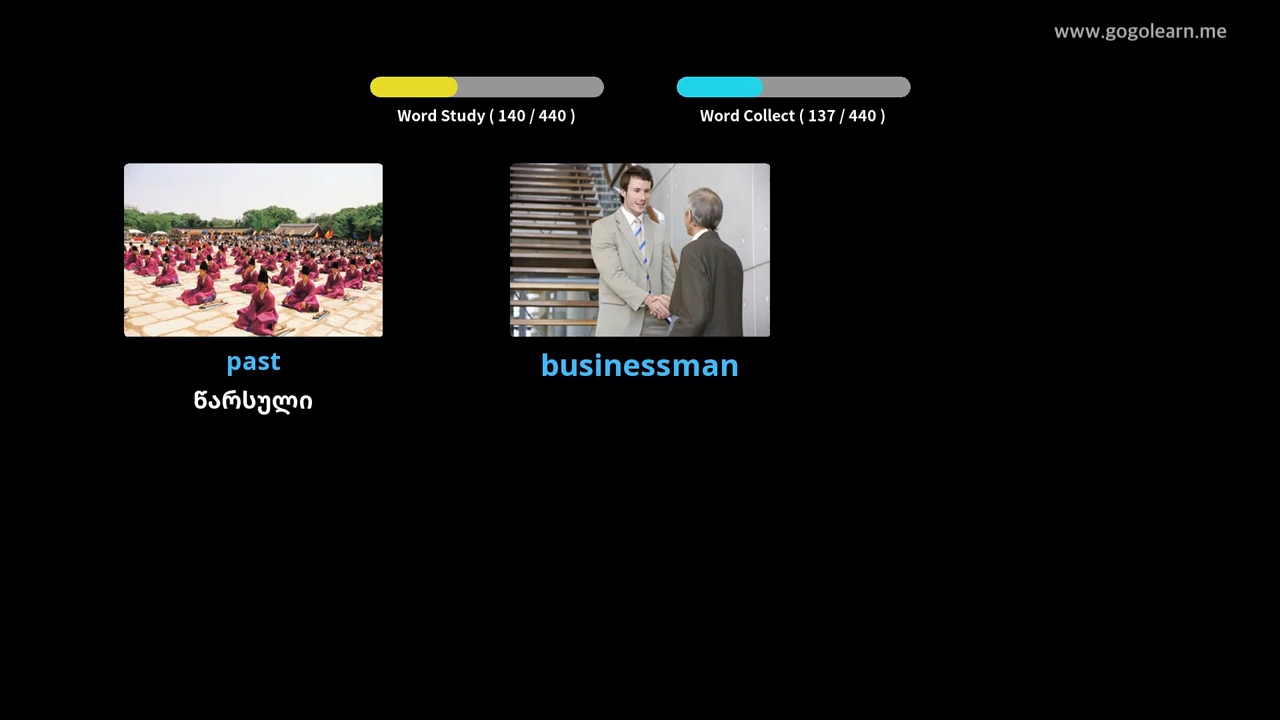 www.gogolearn.me
Word Study ( 140 / 440 )
Word Collect ( 137 / 440 )
past
წარსული
businessman